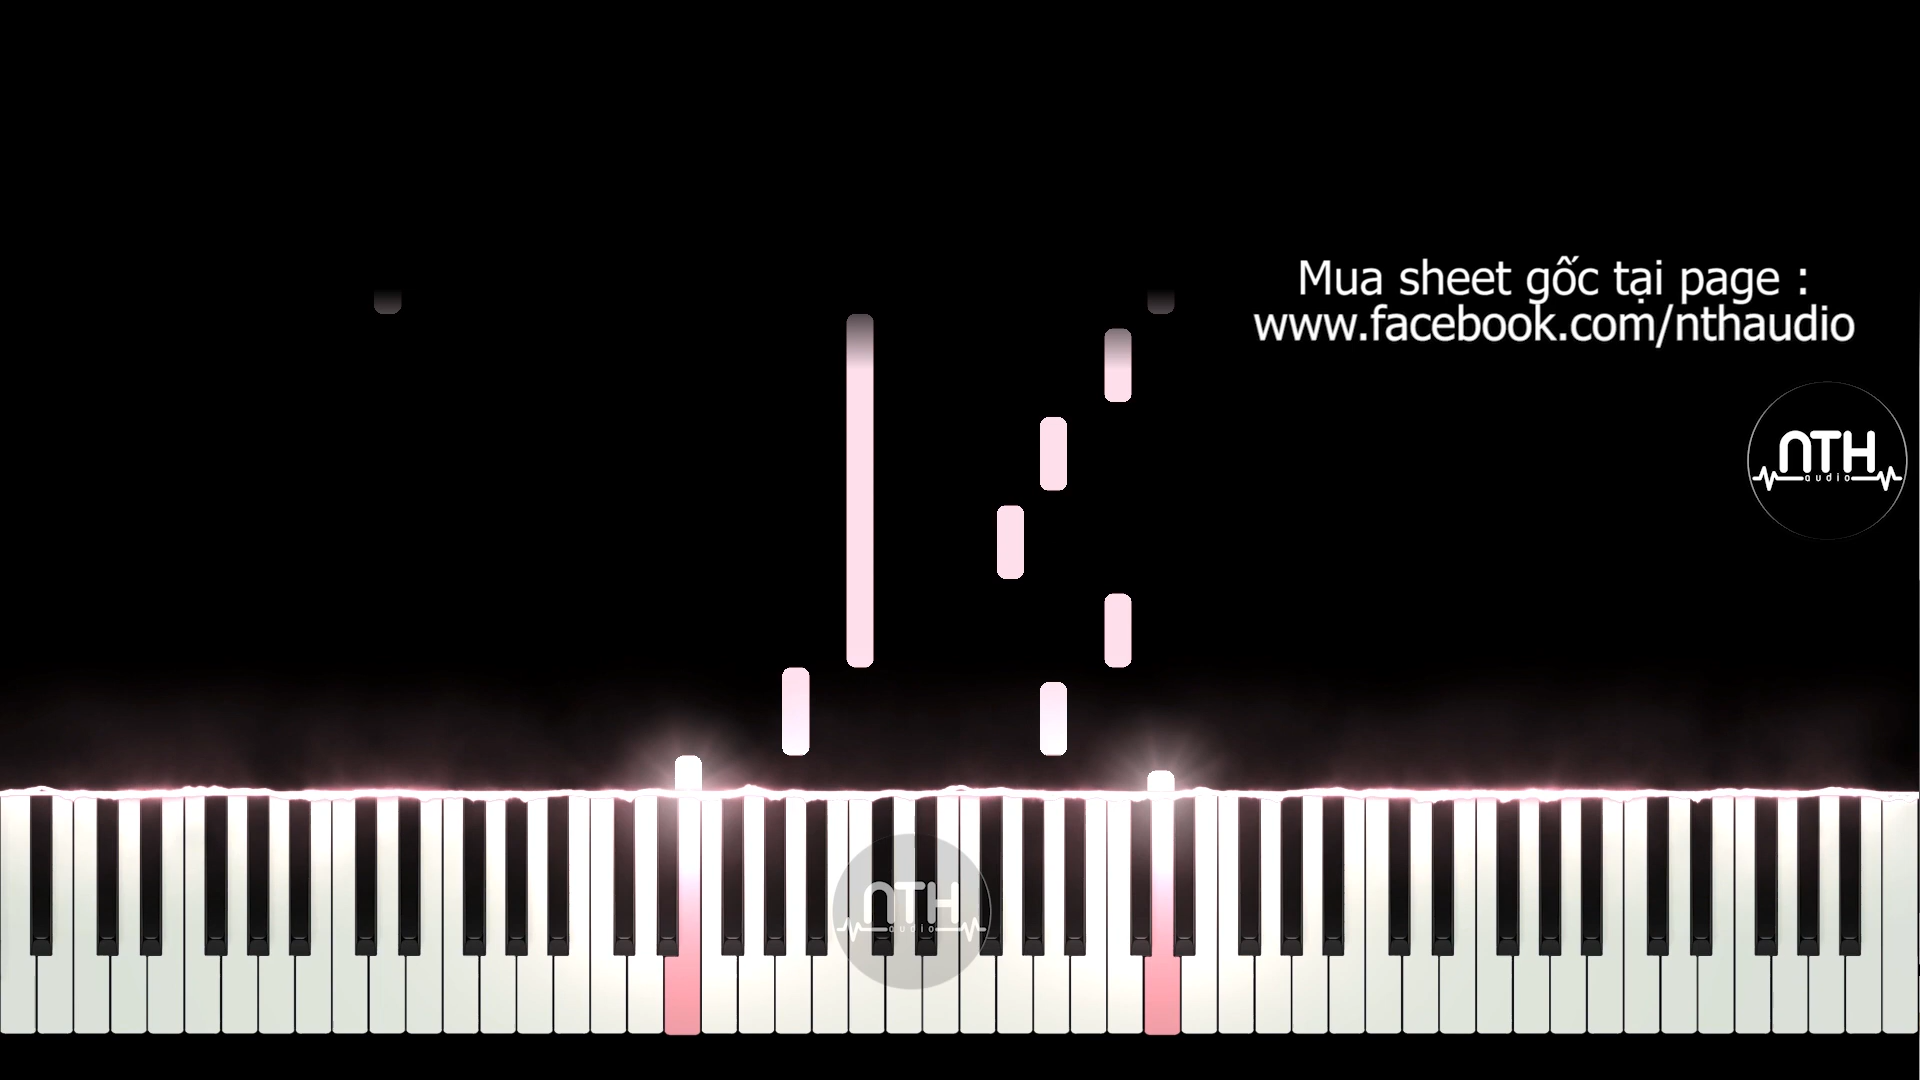 Mua sheet gốc tại page :
www.facebook.com/nthaudio
NTH
audio
NTH
audio